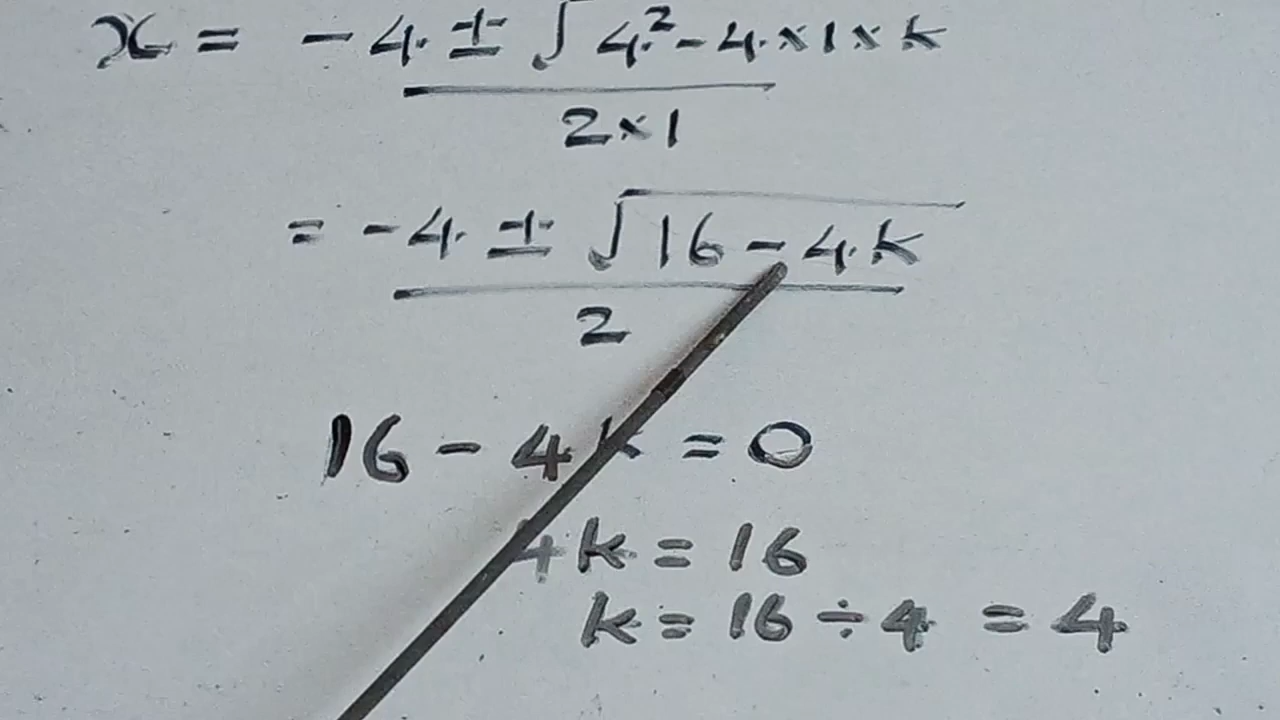 x = -4 ± √4² - 4 × 1 × k
2 × 1
= -4 ± √16 - 4k
2
16 - 4k = 0
4k = 16
k = 16 ÷ 4 = 4